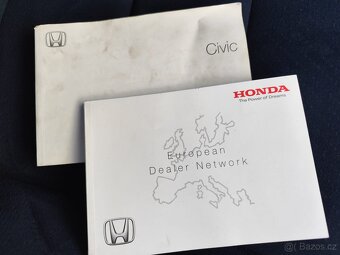 Civic
HONDA
The Power of Dreams
European
Dealer Network
Bazos.cz